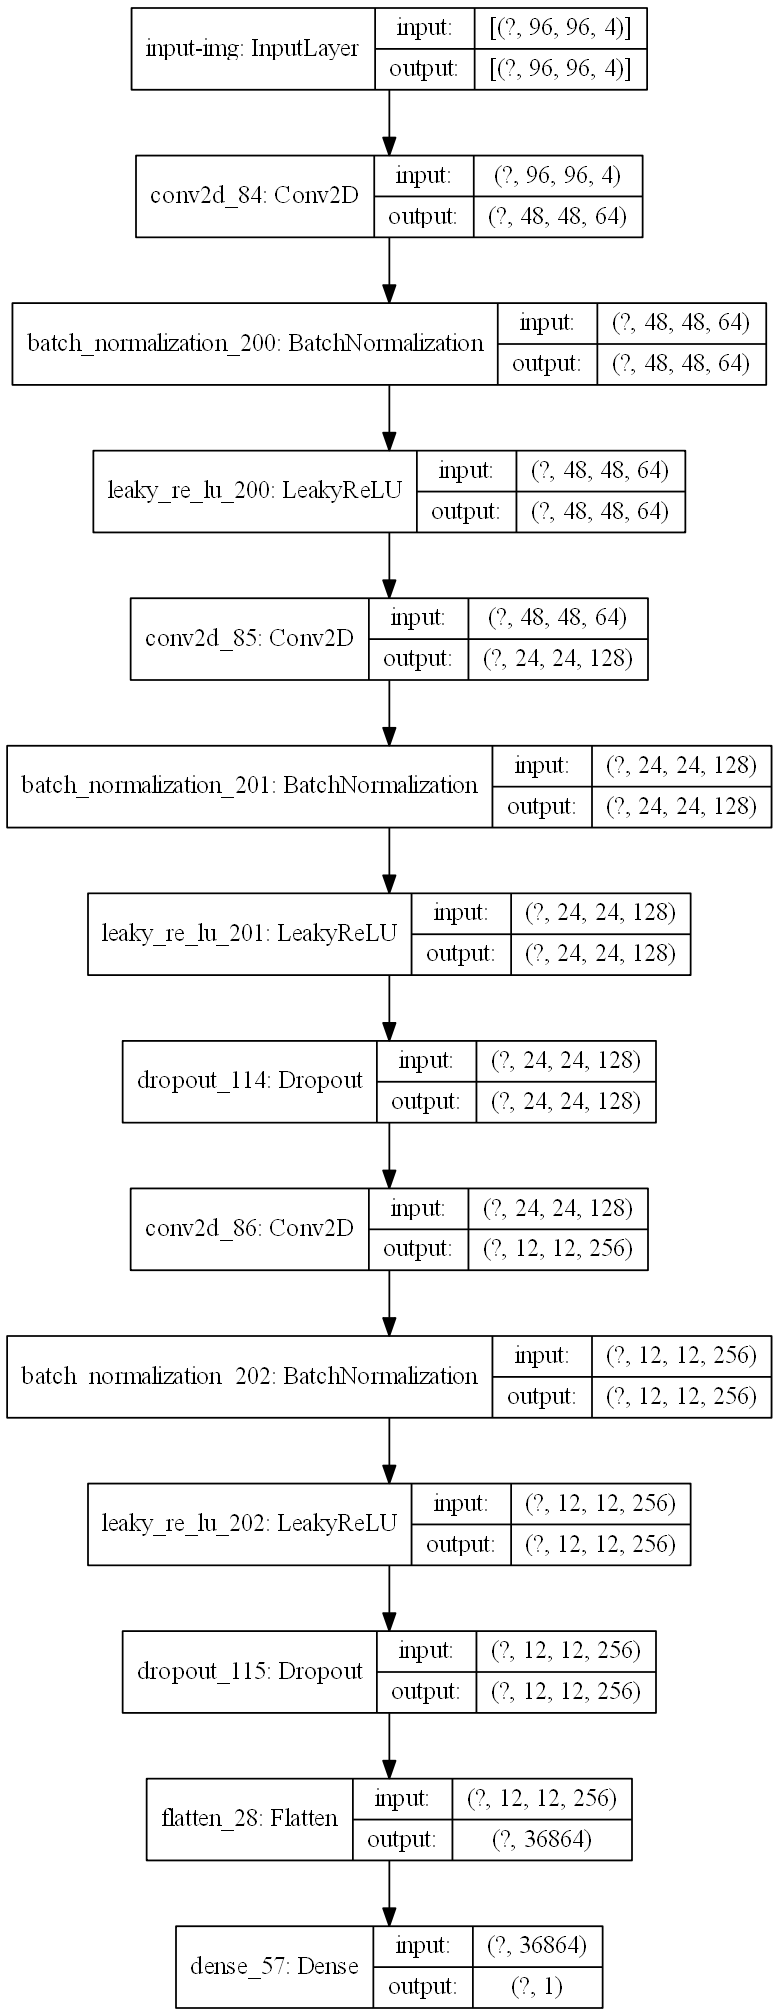 input-img: InputLayer
input: [(?, 96, 96, 4)]
output: [(?, 96, 96, 4)]
conv2d_84: Conv2D
input: (?, 96, 96, 4)
output: (?, 48, 48, 64)
batch_normalization_200: BatchNormalization
input: (?, 48, 48, 64)
output: (?, 48, 48, 64)
leaky_re_lu_200: LeakyReLU
input: (?, 48, 48, 64)
output: (?, 48, 48, 64)
conv2d_85: Conv2D
input: (?, 48, 48, 64)
output: (?, 24, 24, 128)
batch_normalization_201: BatchNormalization
input: (?, 24, 24, 128)
output: (?, 24, 24, 128)
leaky_re_lu_201: LeakyReLU
input: (?, 24, 24, 128)
output: (?, 24, 24, 128)
dropout_114: Dropout
input: (?, 24, 24, 128)
output: (?, 24, 24, 128)
conv2d_86: Conv2D
input: (?, 24, 24, 128)
output: (?, 12, 12, 256)
batch_normalization_202: BatchNormalization
input: (?, 12, 12, 256)
output: (?, 12, 12, 256)
leaky_re_lu_202: LeakyReLU
input: (?, 12, 12, 256)
output: (?, 12, 12, 256)
dropout_115: Dropout
input: (?, 12, 12, 256)
output: (?, 12, 12, 256)
flatten_28: Flatten
input: (?, 12, 12, 256)
output: (?, 36864)
dense_57: Dense
input: (?, 36864)
output: (?, 1)